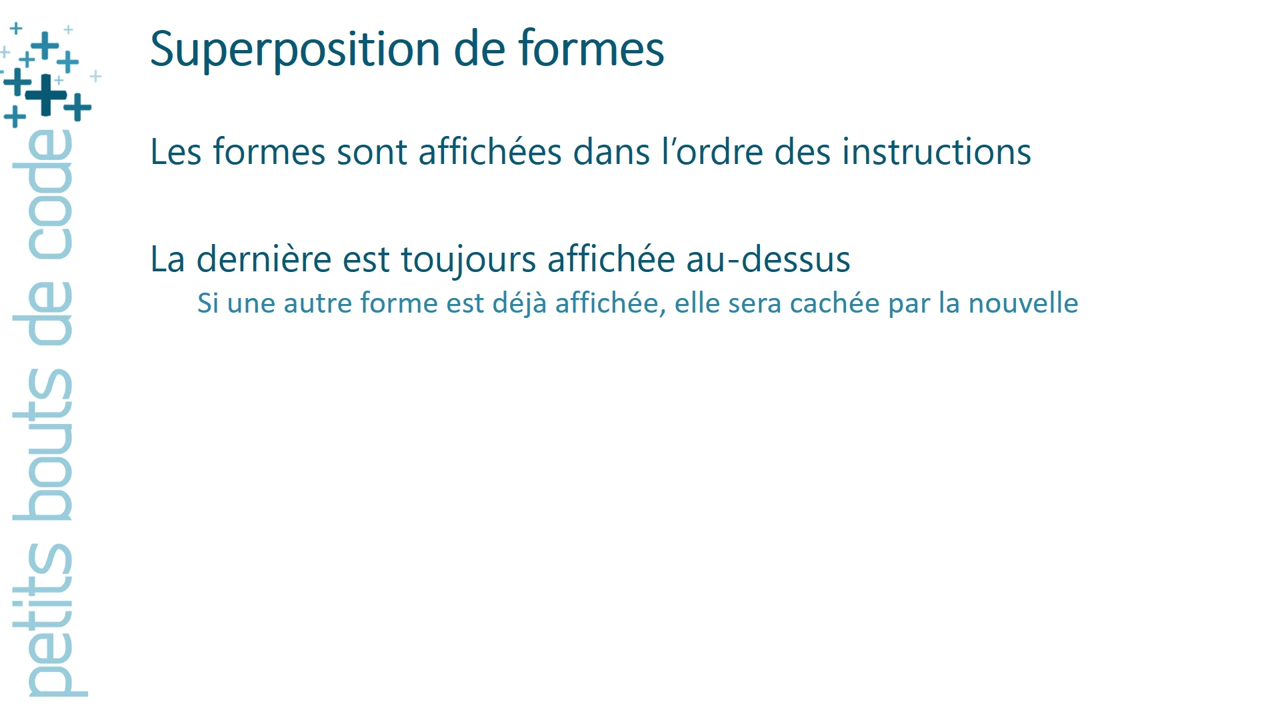 Superposition de formes
Les formes sont affichées dans l’ordre des instructions
La dernière est toujours affichée au-dessus
Si une autre forme est déjà affichée, elle sera cachée par la nouvelle
petits bouts de code